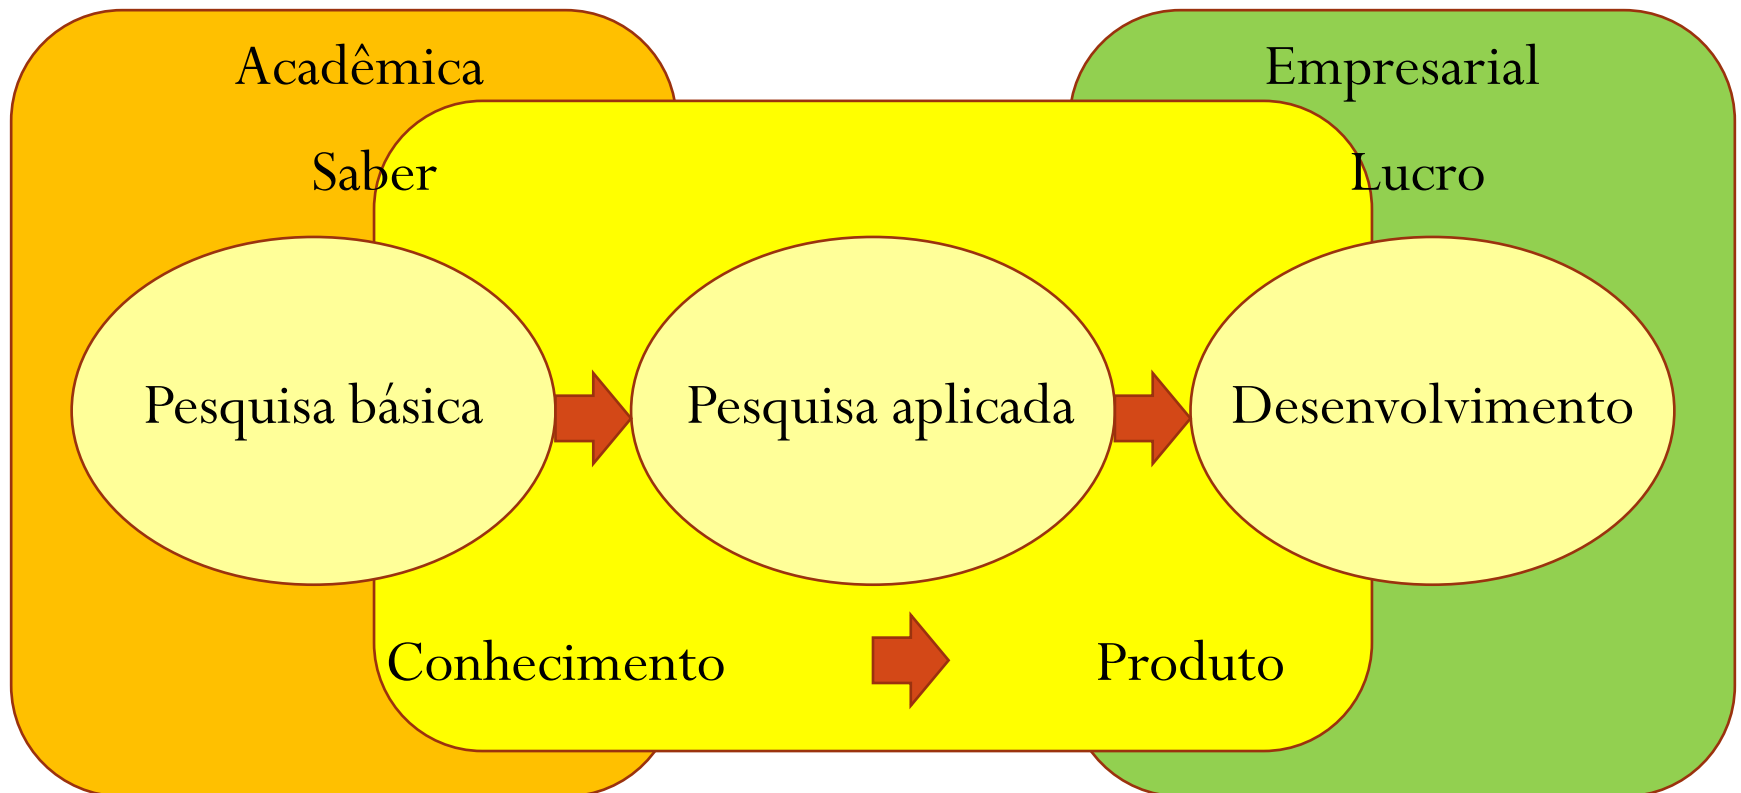 Acadêmica
Empresarial
Saber
Lucro
Pesquisa básica
Pesquisa aplicada
Desenvolvimento
Conhecimento
Produto